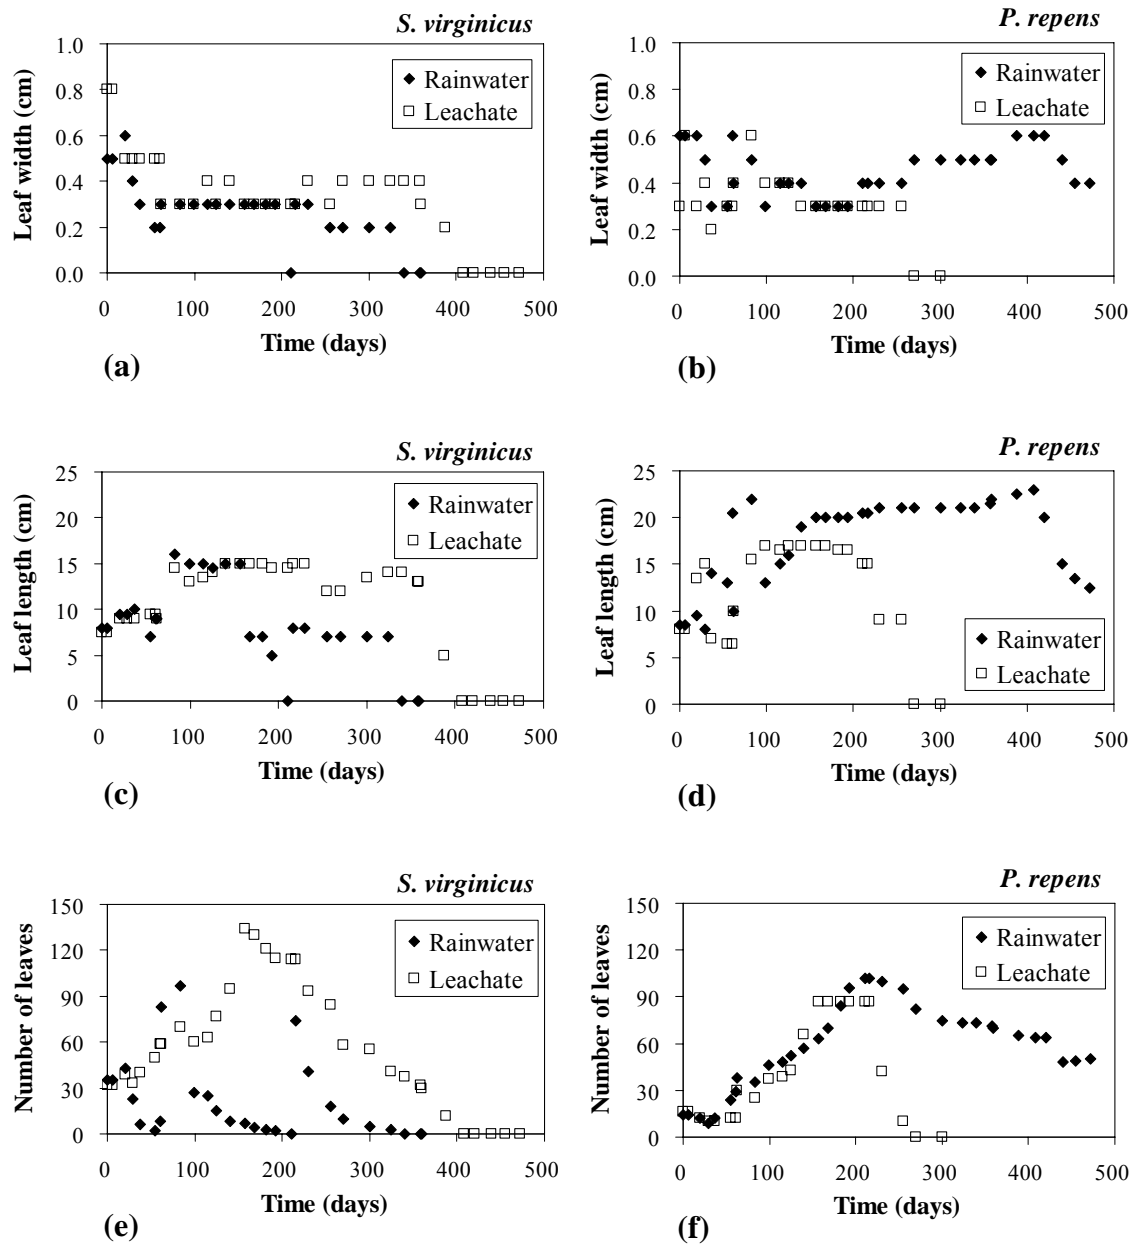 S. virginicus
1.0
0.8
0.6
0.4
0.2
0.0
Leaf width (cm)
Rainwater
Leachate
0 100 200 300 400 500
Time (days)
(a)
P. repens
1.0
0.8
0.6
0.4
0.2
0.0
Leaf width (cm)
Rainwater
Leachate
0 100 200 300 400 500
Time (days)
(b)
S. virginicus
25
20
15
10
5
0
Leaf length (cm)
Rainwater
Leachate
0 100 200 300 400 500
Time (days)
(c)
P. repens
25
20
15
10
5
0
Leaf length (cm)
Rainwater
Leachate
0 100 200 300 400 500
Time (days)
(d)
S. virginicus
150
120
90
60
30
0
Number of leaves
Rainwater
Leachate
0 100 200 300 400 500
Time (days)
(e)
P. repens
150
120
90
60
30
0
Number of leaves
Rainwater
Leachate
0 100 200 300 400 500
Time (days)
(f)